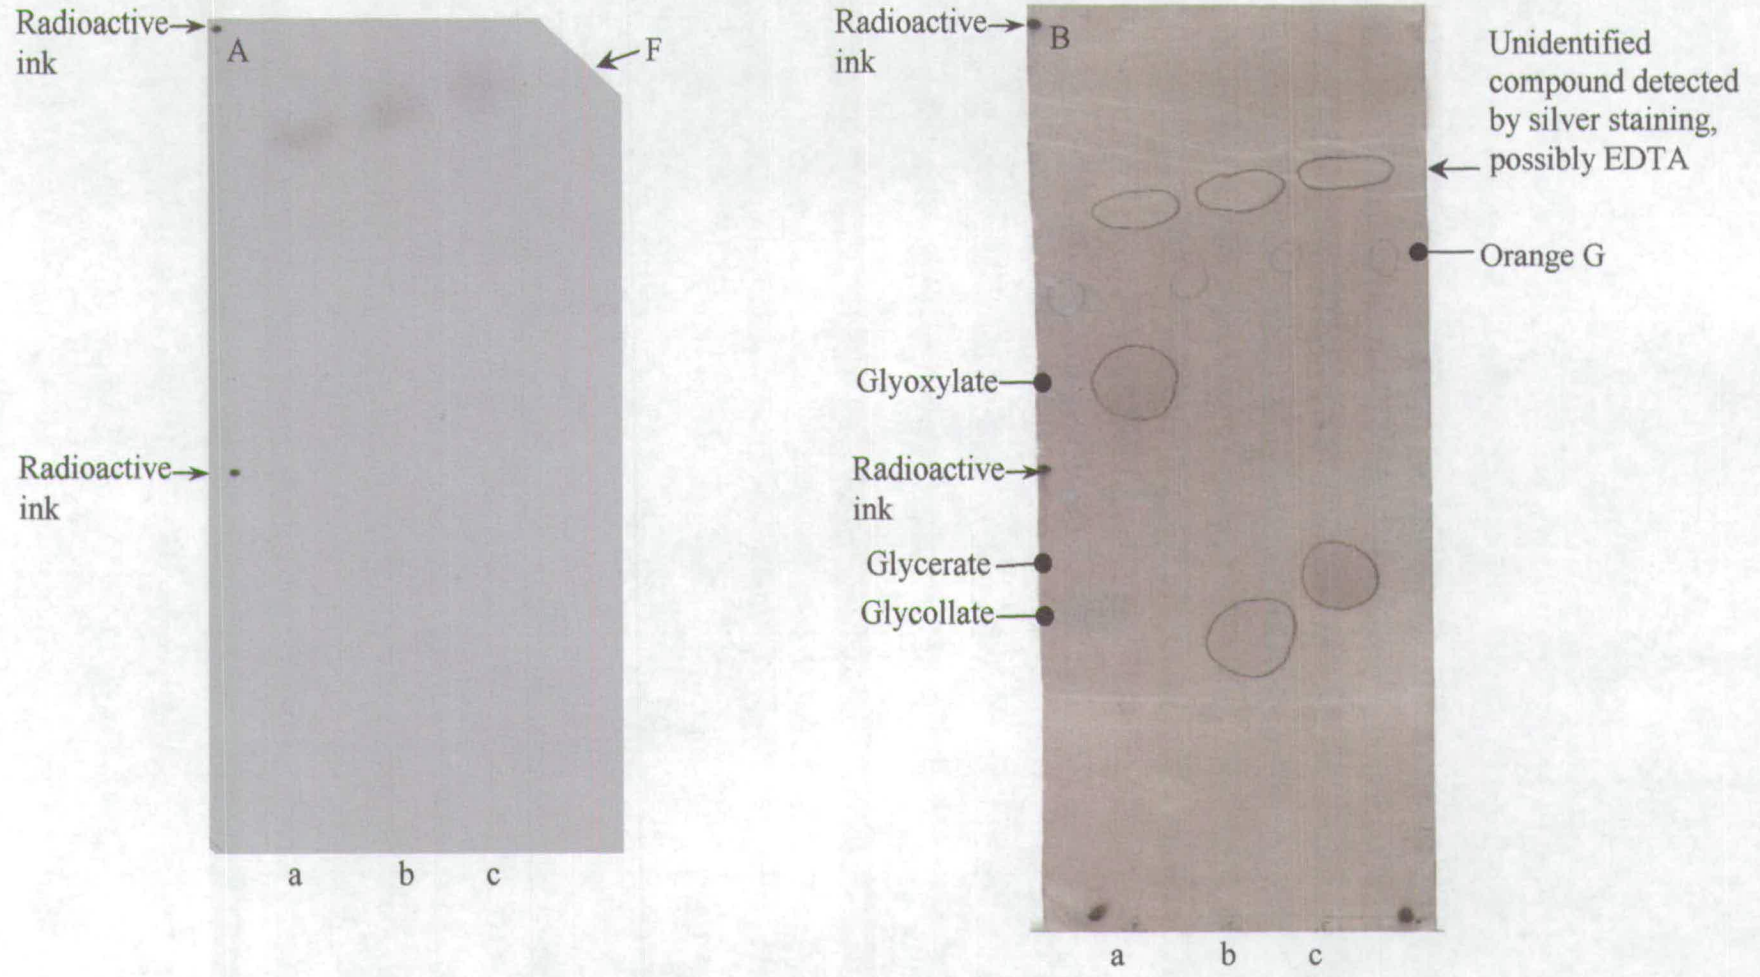 Radioactive
ink
A
F
Radioactive
ink
a b c
Radioactive
ink
B
Unidentified
compound detected
by silver staining,
possibly EDTA
Orange G
Glyoxylate
Radioactive
ink
Glycerate
Glycollate
a b c